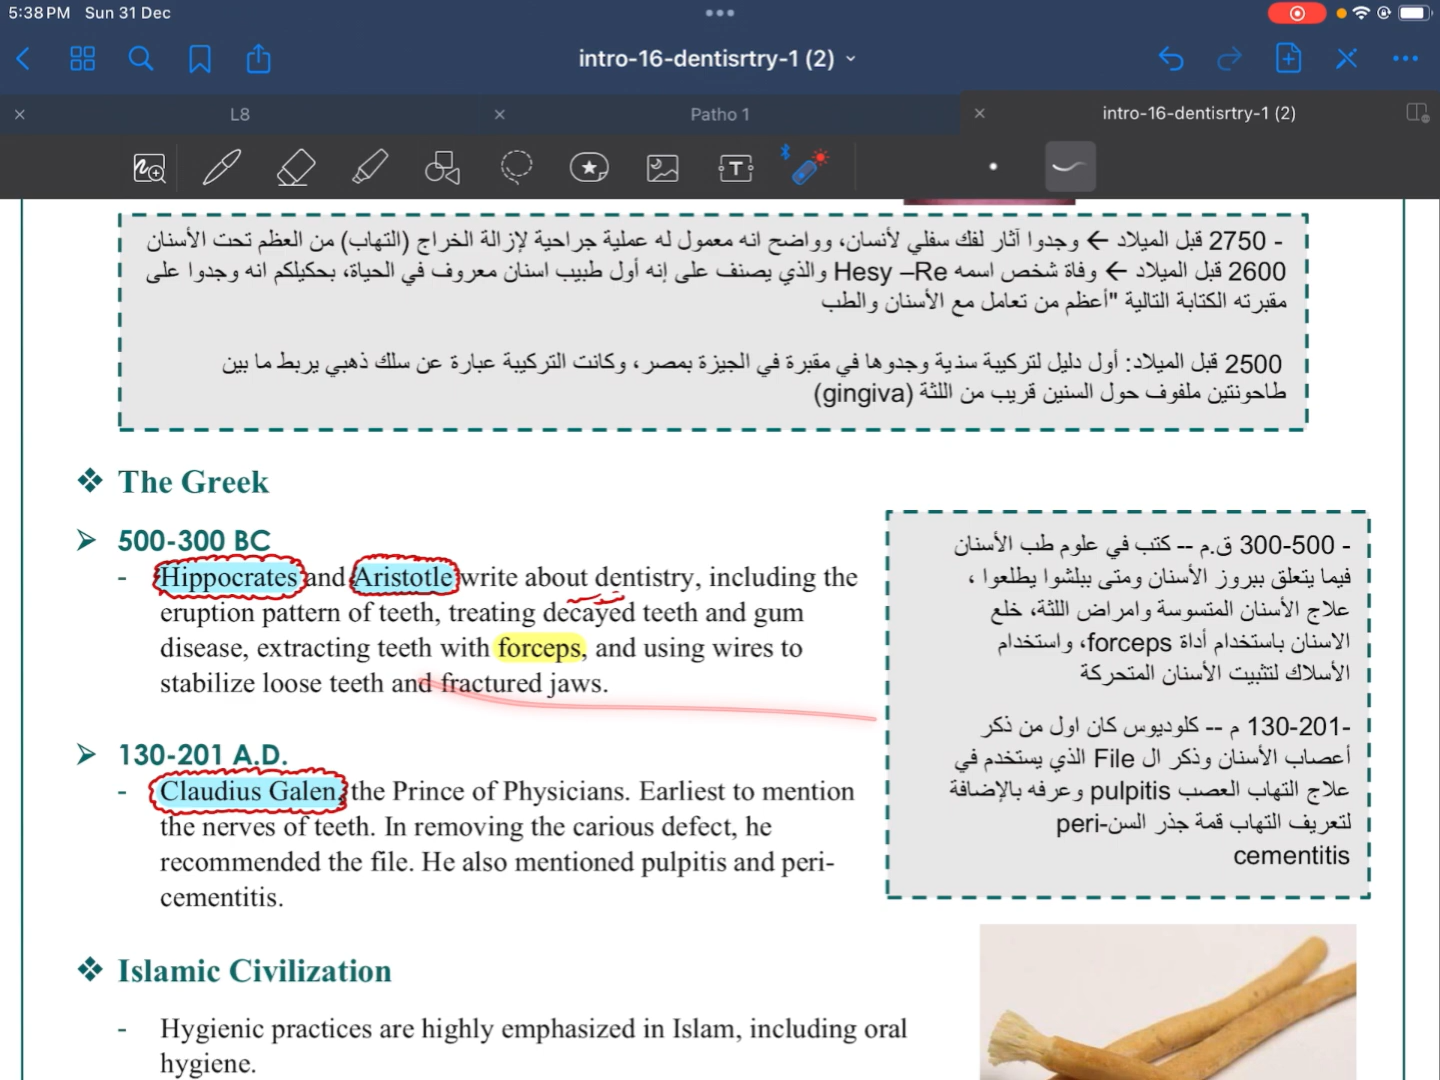 5:38 PM Sun 31 Dec
intro-16-dentisrtry-1 (2)
L8
Patho 1
intro-16-dentisrtry-1 (2)
T
- 2750 قبل الميلاد ← وجدوا آثار لفك سفلي لأنسان، وواضح انه معمول له عملية جراحية لإزالة الخراج (التهاب) من العظم تحت الأسنان
2600 قبل الميلاد ← وفاة شخص اسمه Hesy –Re والذي يصنف على إنه أول طبيب اسنان معروف في الحياة، بحكيلكم انه وجدوا على
مقبرته الكتابة التالية "أعظم من تعامل مع الأسنان والطب
2500 قبل الميلاد: أول دليل لتركيبة سنية وجدوها في مقبرة في الجيزة بمصر، وكانت التركيبة عبارة عن سلك ذهبي يربط ما بين
طاحونتين ملفوف حول السنين قريب من اللثة (gingiva)
❖ The Greek
➢ 500-300 BC
- Hippocrates and Aristotle write about dentistry, including the
eruption pattern of teeth, treating decayed teeth and gum
disease, extracting teeth with forceps, and using wires to
stabilize loose teeth and fractured jaws.
- 300-500 ق.م -- كتب في علوم طب الأسنان
فيما يتعلق ببروز الأسنان ومتى ببلشوا يطلعوا ،
علاج الأسنان المتسوسة وامراض اللثة، خلع
الاسنان باستخدام أداة forceps، واستخدام
الأسلاك لتثبيت الأسنان المتحركة
➢ 130-201 A.D.
- Claudius Galen, the Prince of Physicians. Earliest to mention
the nerves of teeth. In removing the carious defect, he
recommended the file. He also mentioned pulpitis and peri-
cementitis.
-130-201 م -- كلوديوس كان اول من ذكر
أعصاب الأسنان وذكر ال File الذي يستخدم في
علاج التهاب العصب pulpitis وعرفه بالإضافة
لتعريف التهاب قمة جذر السن peri-
cementitis
❖ Islamic Civilization
- Hygienic practices are highly emphasized in Islam, including oral
hygiene.